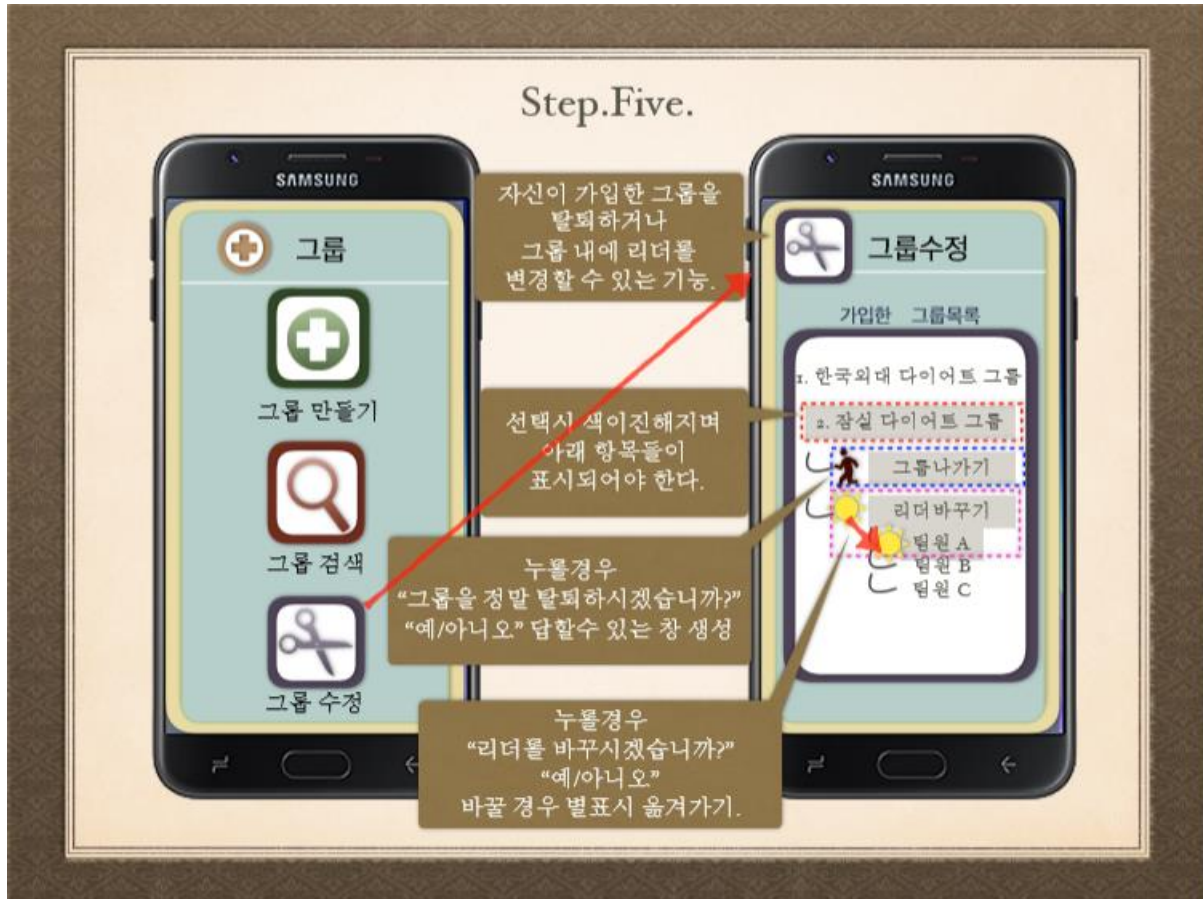 Step.Five.
SAMSUNG
그룹
그룹 만들기
그룹 검색
그룹 수정
자신이 가입한 그룹을
탈퇴하거나
그룹 내에 리더를
변경할 수 있는 기능.
선택시 색이진해지며
아래 항목들이
표시되어야 한다.
누를경우
“그룹을 정말 탈퇴하시겠습니까?”
“예/아니오” 답할수 있는 창 생성
누를경우
“리더를 바꾸시겠습니까?”
“예/아니오”
바꿀 경우 별표시 옮겨가기.
SAMSUNG
그룹수정
가입한 그룹목록
1. 한국외대 다이어트 그룹
2. 잠실 다이어트 그룹
그룹나가기
리더바꾸기
팀원 A
팀원 B
팀원 C